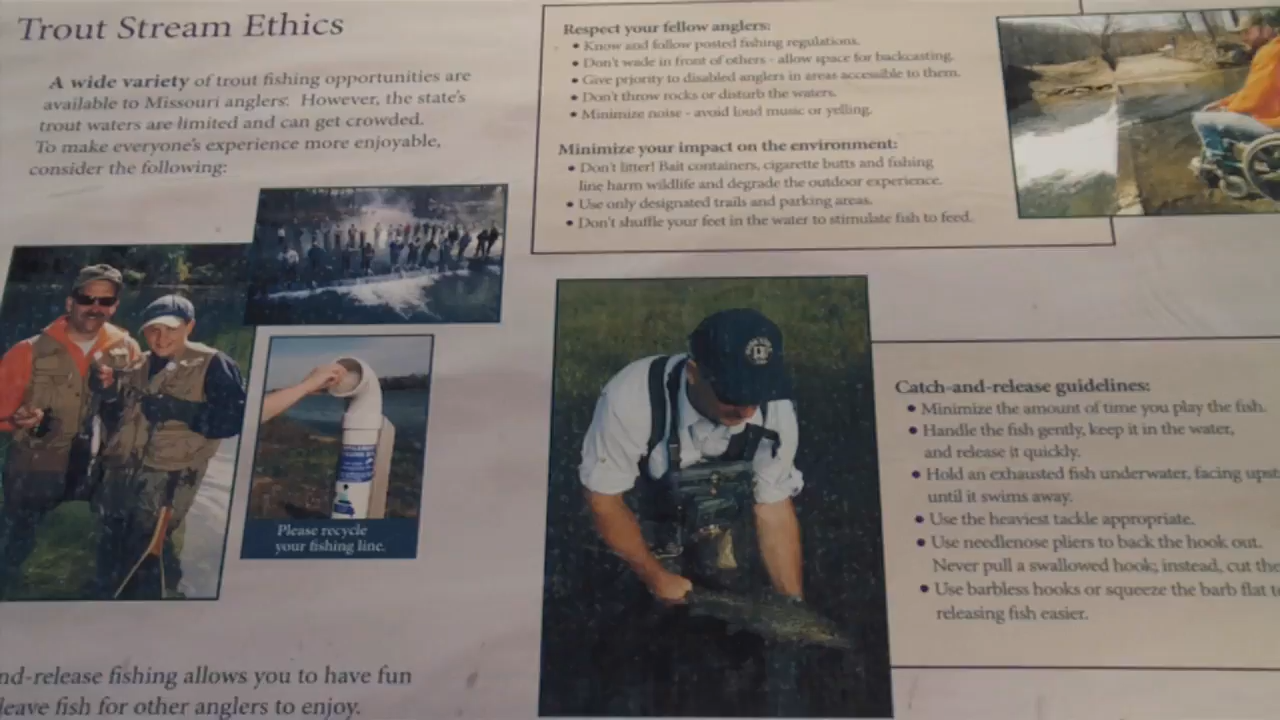 Trout Stream Ethics
A wide variety of trout fishing opportunities are
available to Missouri anglers. However, the state's
trout waters are limited and can get crowded.
To make everyone's experience more enjoyable,
consider the following:
Respect your fellow anglers:
• Know and follow posted fishing regulations.
• Don't wade in front of others - allow space for backcasting.
• Give priority to disabled anglers in areas accessible to them.
• Don't throw rocks or disturb the waters.
• Minimize noise - avoid loud music or yelling.
Minimize your impact on the environment:
• Don't litter! Bait containers, cigarette butts and fishing
line harm wildlife and degrade the outdoor experience.
• Use only designated trails and parking areas.
• Don't shuffle your feet in the water to stimulate fish to feed.
Please recycle
your fishing line.
Catch-and-release guidelines:
• Minimize the amount of time you play the fish.
• Handle the fish gently, keep it in the water,
and release it quickly.
• Hold an exhausted fish underwater, facing upst
until it swims away.
• Use the heaviest tackle appropriate.
• Use needlenose pliers to back the hook out.
Never pull a swallowed hook; instead, cut the
• Use barbless hooks or squeeze the barb flat t
releasing fish easier.
nd-release fishing allows you to have fun
leave fish for other anglers to enjoy.